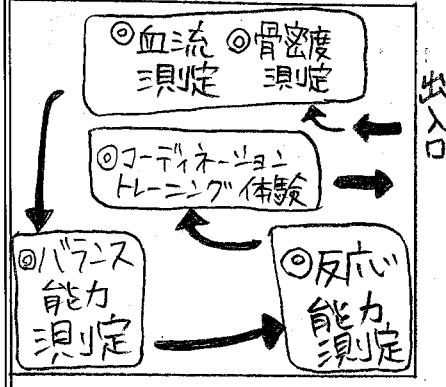 ◎血流 ◎骨密度
測定 測定
出入口
◎コーディネーション
トレーニング体験
◎バランス
能力
測定
◎反応
能力
測定